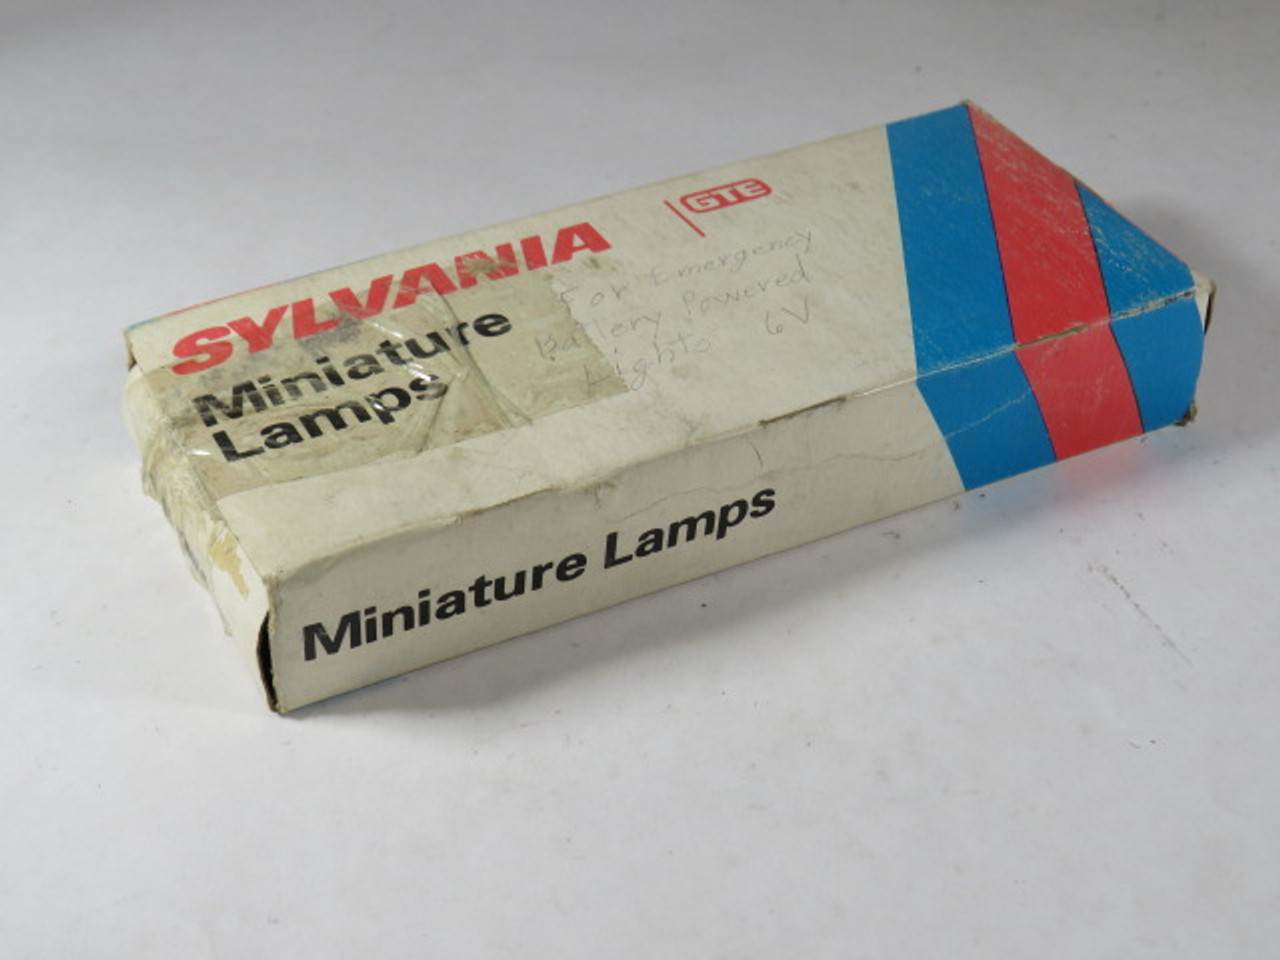 SYLVANIA
GTE
Miniature
Lamps
For Emergency
Battery Powered
Lights 6V
Miniature Lamps